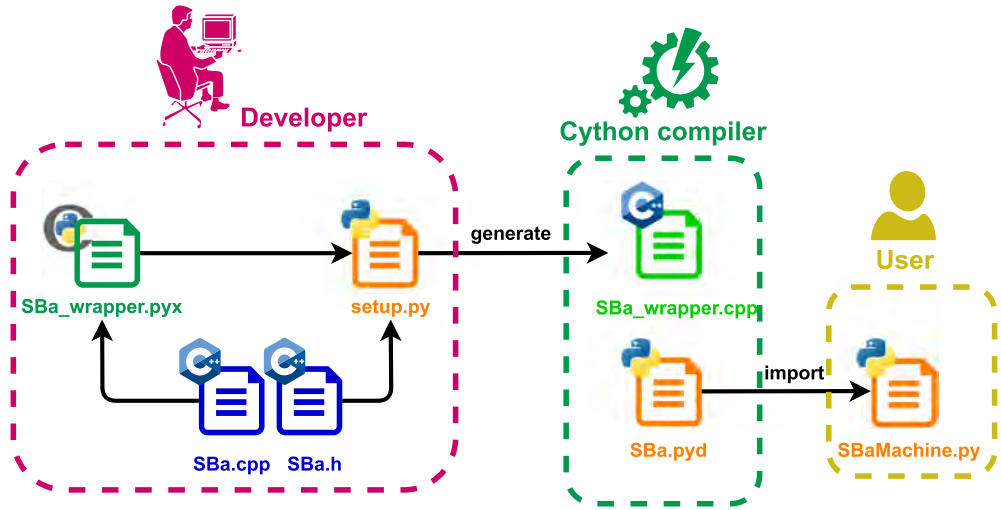 Developer
Cython compiler
User
generate
SBa_wrapper.pyx
setup.py
SBa_wrapper.cpp
C++
C++
C++
import
SBa.cpp
SBa.h
SBa.pyd
SBaMachine.py